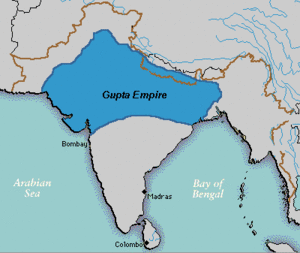 Gupta Empire
Bombay
Arabian
Sea
Bay of
Bengal
Madras
Colombo